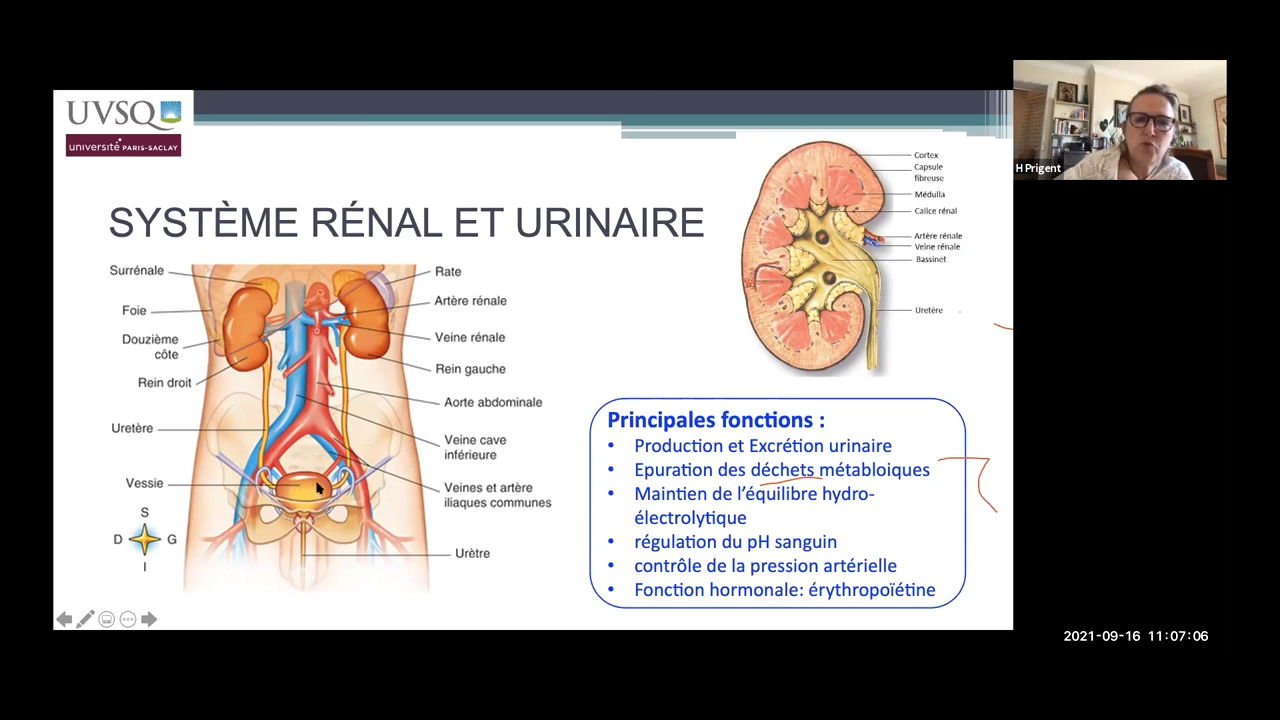 UVSQ
université PARIS-SACLAY
H Prigent
SYSTÈME RÉNAL ET URINAIRE
Cortex
Capsule
fibreuse
Médulla
Calice rénal
Artère rénale
Veine rénale
Bassinet
Uretère
Surrénale
Foie
Douzième
côte
Rein droit
Uretère
Vessie
S
D
G
I
Rate
Artère rénale
Veine rénale
Rein gauche
Aorte abdominale
Veine cave
inférieure
Veines et artère
iliaques communes
Urètre
Principales fonctions :
• Production et Excrétion urinaire
• Epuration des déchets métabloiques
• Maintien de l'équilibre hydro-
électrolytique
• régulation du pH sanguin
• contrôle de la pression artérielle
• Fonction hormonale: érythropoïétine
2021-09-16 11:07:06